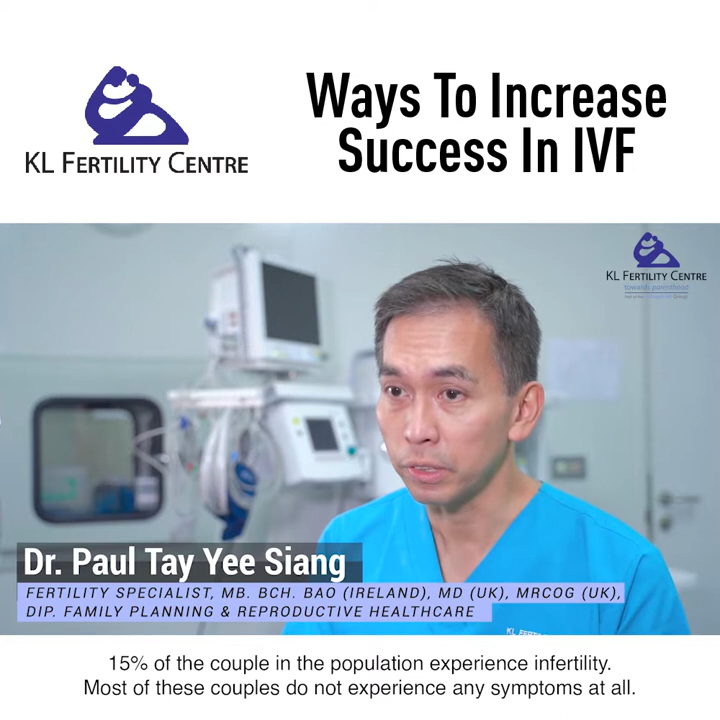 KL FERTILITY CENTRE
Ways To Increase
Success In IVF
KL FERTILITY CENTRE
towards parenthood
Dr. Paul Tay Yee Siang
FERTILITY SPECIALIST, MB. BCH. BAO (IRELAND), MD (UK), MRCOG (UK),
DIP. FAMILY PLANNING & REPRODUCTIVE HEALTHCARE
15% of the couple in the population experience infertility.
Most of these couples do not experience any symptoms at all.